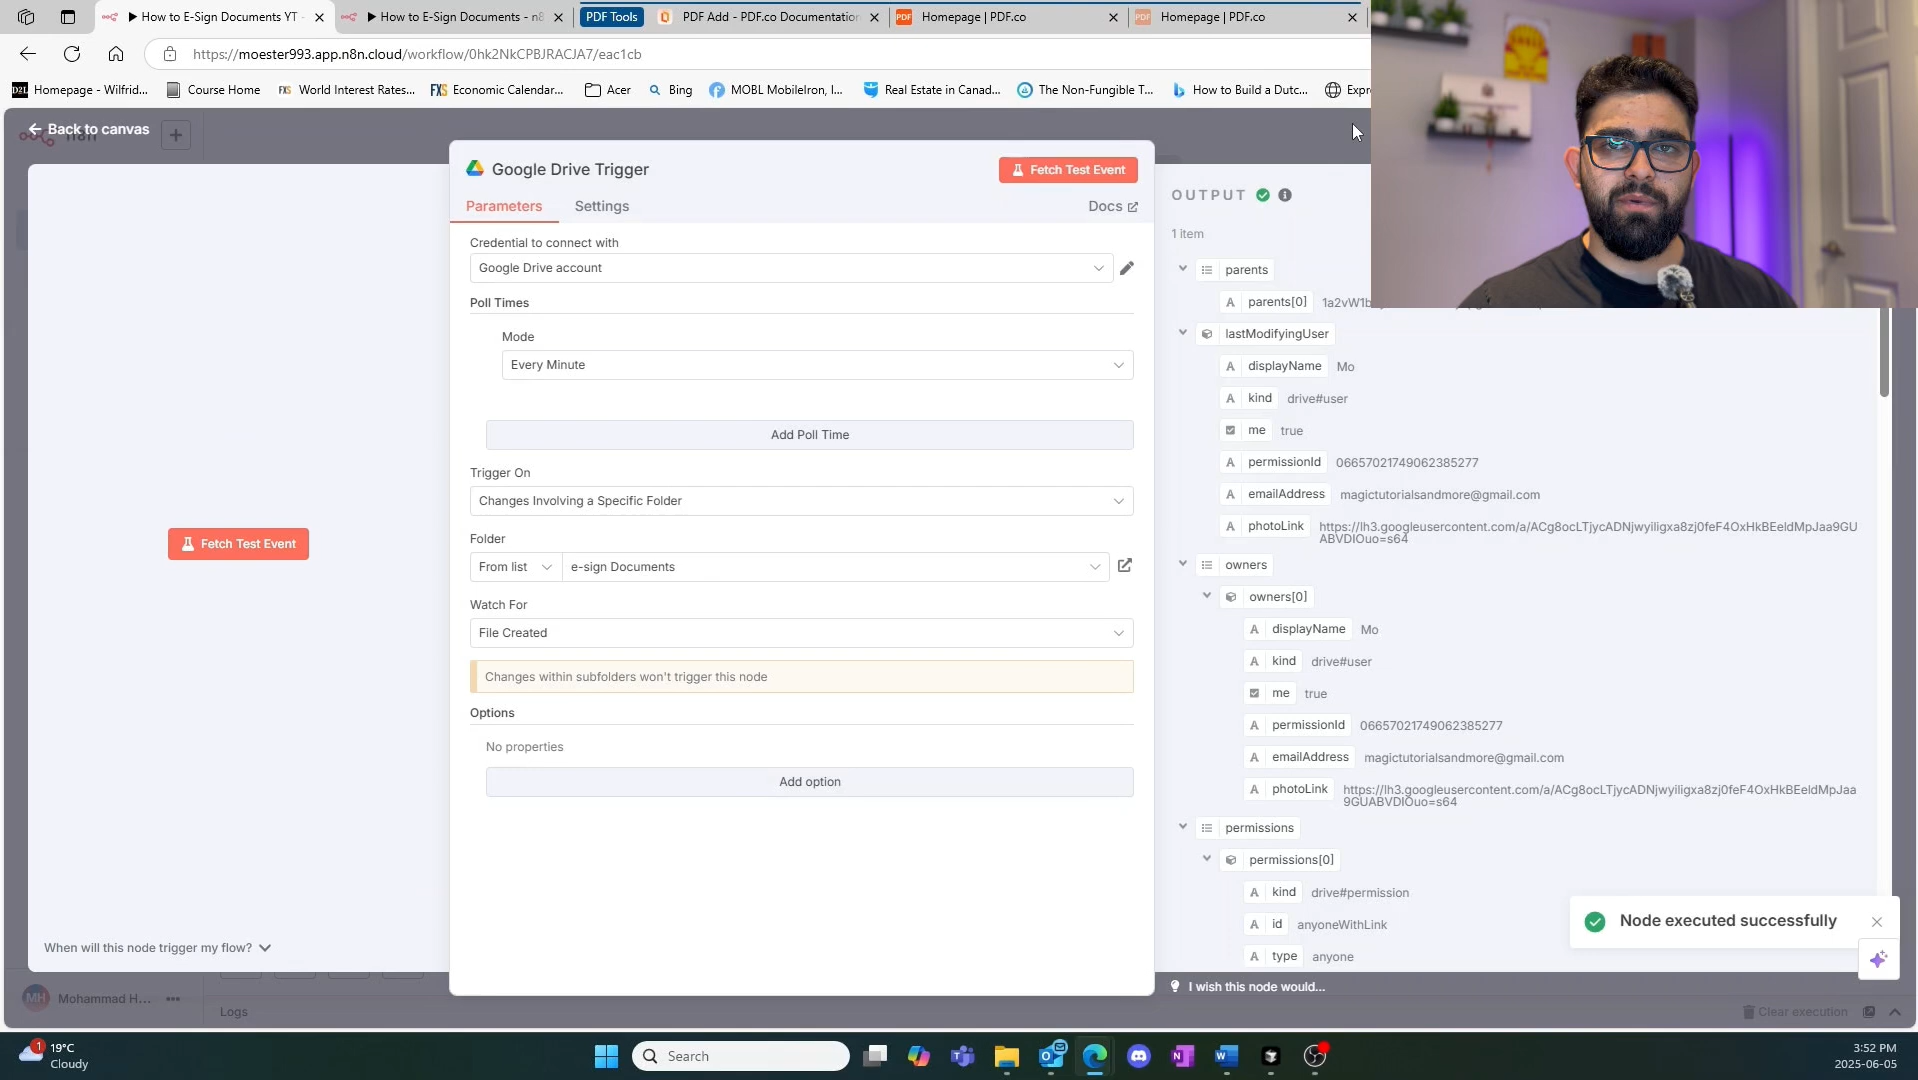 How to E-Sign Documents YT -
How to E-Sign Documents - n8
PDF Tools
PDF Add - PDF.co Documentation
Homepage | PDF.co
Homepage | PDF.co
https://moester993.app.n8n.cloud/workflow/0hk2NkCPBJRACJA7/eac1cb
D2L
Homepage - Wilfrid...
Course Home
FXS
World Interest Rates...
FXS
Economic Calendar...
Acer
Bing
MOBL MobileIron, I...
Real Estate in Canad...
The Non-Fungible T...
How to Build a Dutc...
Expr
Back to canvas
Google Drive Trigger
Fetch Test Event
Parameters
Settings
Docs
OUTPUT
1 item
Credential to connect with
Google Drive account
Poll Times
Mode
Every Minute
Add Poll Time
Trigger On
Changes Involving a Specific Folder
Folder
From list
e-sign Documents
Watch For
File Created
Changes within subfolders won't trigger this node
Options
No properties
Add option
Fetch Test Event
When will this node trigger my flow?
parents
A parents[0] 1a2vW1b
lastModifyingUser
A displayName Mo
A kind drive#user
me true
A permissionId 06657021749062385277
A emailAddress magictutorialsandmore@gmail.com
A photoLink https://lh3.googleusercontent.com/a/ACg8ocLTjycADNjwyiligxa8zj0feF4OxHkBEeldMpJaa9GU
ABVDIOuo=s64
owners
owners[0]
A displayName Mo
A kind drive#user
me true
A permissionId 06657021749062385277
A emailAddress magictutorialsandmore@gmail.com
A photoLink https://lh3.googleusercontent.com/a/ACg8ocLTjycADNjwyiligxa8zj0feF4OxHkBEeldMpJaa
9GUABVDIOuo=s64
permissions
permissions[0]
A kind drive#permission
A id anyoneWithLink
A type anyone
Node executed successfully
I wish this node would...
MH
Mohammad H...
Logs
Clear execution
1
19°C
Cloudy
Search
3:52 PM
2025-06-05